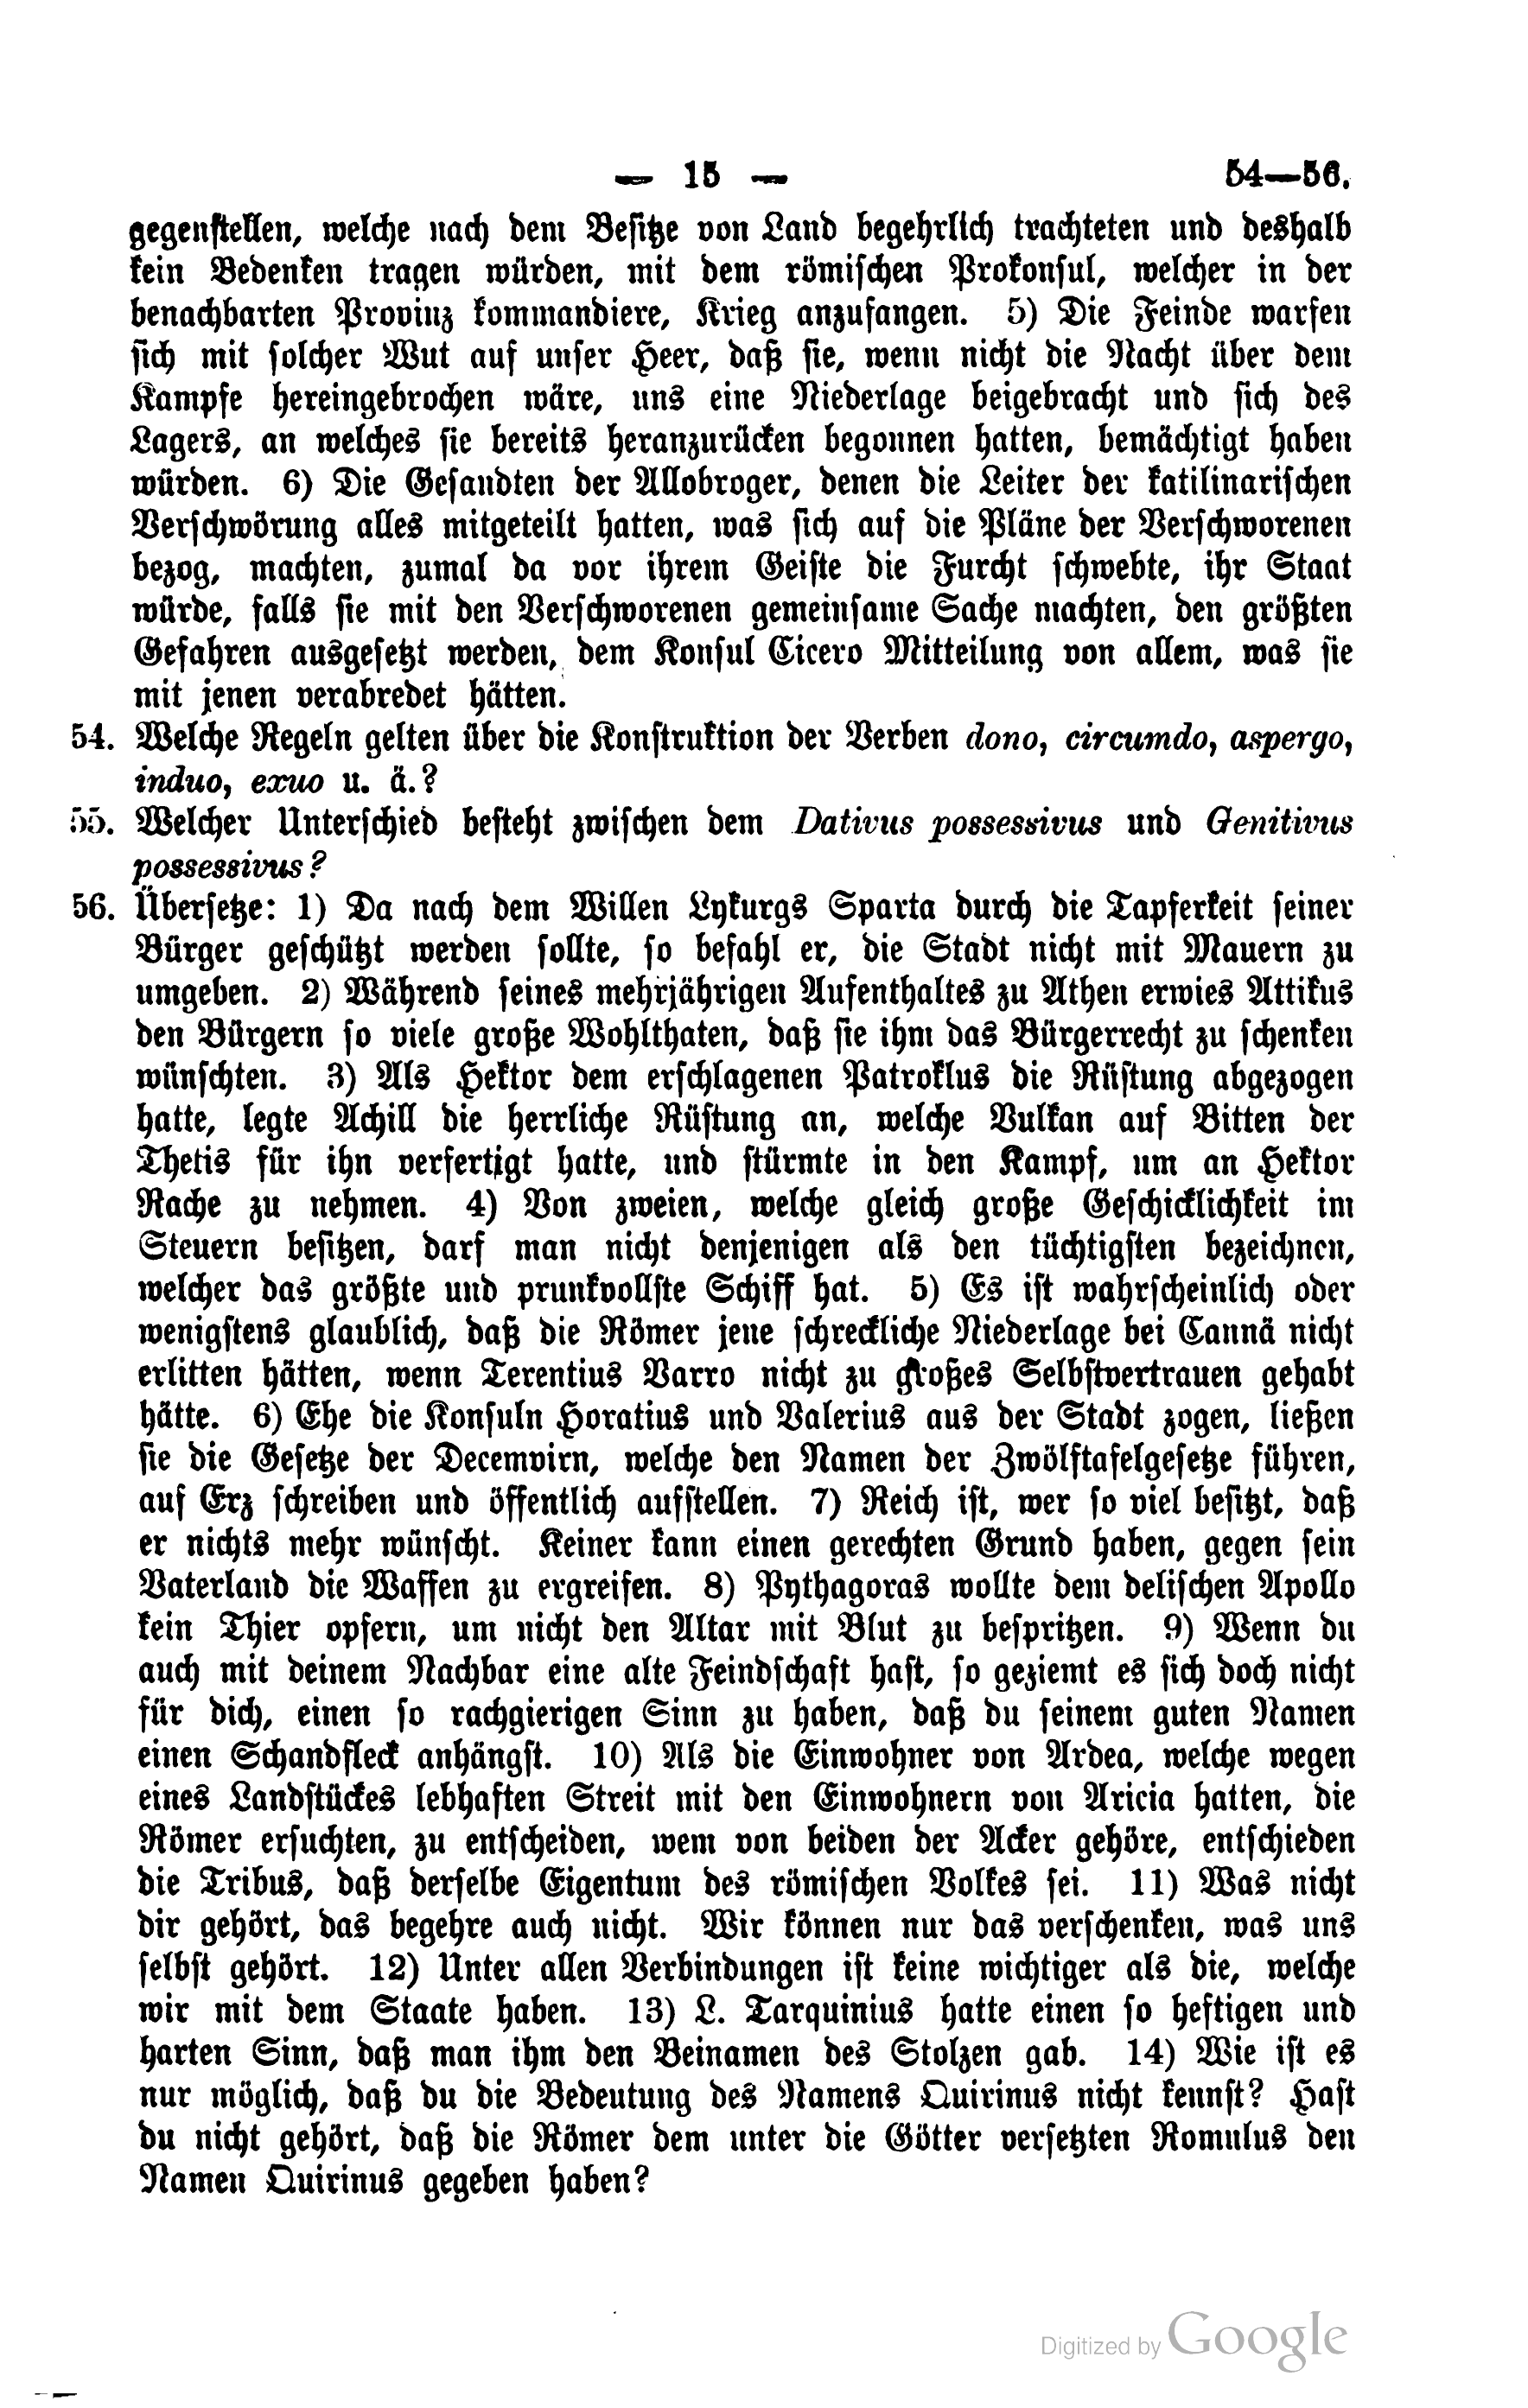 — 15 — 54—56.
gegenstellen, welche nach dem Besitze von Land begehrlich trachteten und deshalb
kein Bedenken tragen würden, mit dem römischen Prokonsul, welcher in der
benachbarten Provinz kommandiere, Krieg anzufangen. 5) Die Feinde warfen
sich mit solcher Wut auf unser Heer, daß sie, wenn nicht die Nacht über dem
Kampfe hereingebrochen wäre, uns eine Niederlage beigebracht und sich des
Lagers, an welches sie bereits heranzurücken begonnen hatten, bemächtigt haben
würden. 6) Die Gesandten der Allobroger, denen die Leiter der katilinarischen
Verschwörung alles mitgeteilt hatten, was sich auf die Pläne der Verschworenen
bezog, machten, zumal da vor ihrem Geiste die Furcht schwebte, ihr Staat
würde, falls sie mit den Verschworenen gemeinsame Sache machten, den größten
Gefahren ausgesetzt werden, dem Konsul Cicero Mitteilung von allem, was sie
mit jenen verabredet hätten.
54. Welche Regeln gelten über die Konstruktion der Verben dono, circumdo, aspergo,
induo, exuo u. ä.?
55. Welcher Unterschied besteht zwischen dem Dativus possessivus und Genitivus
possessivus?
56. Übersetze: 1) Da nach dem Willen Lykurgs Sparta durch die Tapferkeit seiner
Bürger geschützt werden sollte, so befahl er, die Stadt nicht mit Mauern zu
umgeben. 2) Während seines mehrjährigen Aufenthaltes zu Athen erwies Attikus
den Bürgern so viele große Wohlthaten, daß sie ihm das Bürgerrecht zu schenken
wünschten. 3) Als Hektor dem erschlagenen Patroklus die Rüstung abgezogen
hatte, legte Achill die herrliche Rüstung an, welche Vulkan auf Bitten der
Thetis für ihn verfertigt hatte, und stürmte in den Kampf, um an Hektor
Rache zu nehmen. 4) Von zweien, welche gleich große Geschicklichkeit im
Steuern besitzen, darf man nicht denjenigen als den tüchtigsten bezeichnen,
welcher das größte und prunkvollste Schiff hat. 5) Es ist wahrscheinlich oder
wenigstens glaublich, daß die Römer jene schreckliche Niederlage bei Cannä nicht
erlitten hätten, wenn Terentius Varro nicht zu großes Selbstvertrauen gehabt
hätte. 6) Ehe die Konsuln Horatius und Valerius aus der Stadt zogen, ließen
sie die Gesetze der Decemvirn, welche den Namen der Zwölftafelgesetze führen,
auf Erz schreiben und öffentlich aufstellen. 7) Reich ist, wer so viel besitzt, daß
er nichts mehr wünscht. Keiner kann einen gerechten Grund haben, gegen sein
Vaterland die Waffen zu ergreifen. 8) Pythagoras wollte dem delischen Apollo
kein Thier opfern, um nicht den Altar mit Blut zu bespritzen. 9) Wenn du
auch mit deinem Nachbar eine alte Feindschaft hast, so geziemt es sich doch nicht
für dich, einen so rachgierigen Sinn zu haben, daß du seinem guten Namen
einen Schandfleck anhängst. 10) Als die Einwohner von Ardea, welche wegen
eines Landstückes lebhaften Streit mit den Einwohnern von Aricia hatten, die
Römer ersuchten, zu entscheiden, wem von beiden der Acker gehöre, entschieden
die Tribus, daß derselbe Eigentum des römischen Volkes sei. 11) Was nicht
dir gehört, das begehre auch nicht. Wir können nur das verschenken, was uns
selbst gehört. 12) Unter allen Verbindungen ist keine wichtiger als die, welche
wir mit dem Staate haben. 13) L. Tarquinius hatte einen so heftigen und
harten Sinn, daß man ihm den Beinamen des Stolzen gab. 14) Wie ist es
nur möglich, daß du die Bedeutung des Namens Quirinus nicht kennst? Hast
du nicht gehört, daß die Römer dem unter die Götter versetzten Romulus den
Namen Quirinus gegeben haben?
Digitized by Google